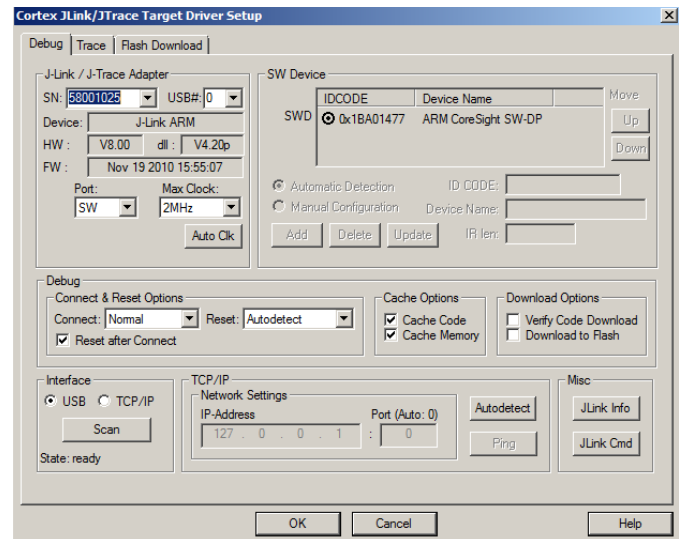 Cortex JLink/JTrace Target Driver Setup
Debug Trace Flash Download
J-Link / J-Trace Adapter
SN: 58001025 USB#: 0
Device: J-Link ARM
HW : V8.00 dll : V4.20p
FW : Nov 19 2010 15:55:07
Port: Max Clock:
SW 2MHz
Auto Clk
SW Device
IDCODE Device Name Move
SWD 0x1BA01477 ARM CoreSight SW-DP Up
Down
Automatic Detection ID CODE:
Manual Configuration Device Name:
Add Delete Update IR len:
Debug
Connect & Reset Options
Connect: Normal Reset: Autodetect
Reset after Connect
Cache Options
Cache Code
Cache Memory
Download Options
Verify Code Download
Download to Flash
Interface
USB TCP/IP
Scan
State: ready
TCP/IP
Network Settings
IP-Address Port (Auto: 0)
127 . 0 . 0 . 1 : 0
Autodetect
Ping
Misc
JLink Info
JLink Cmd
OK Cancel Help